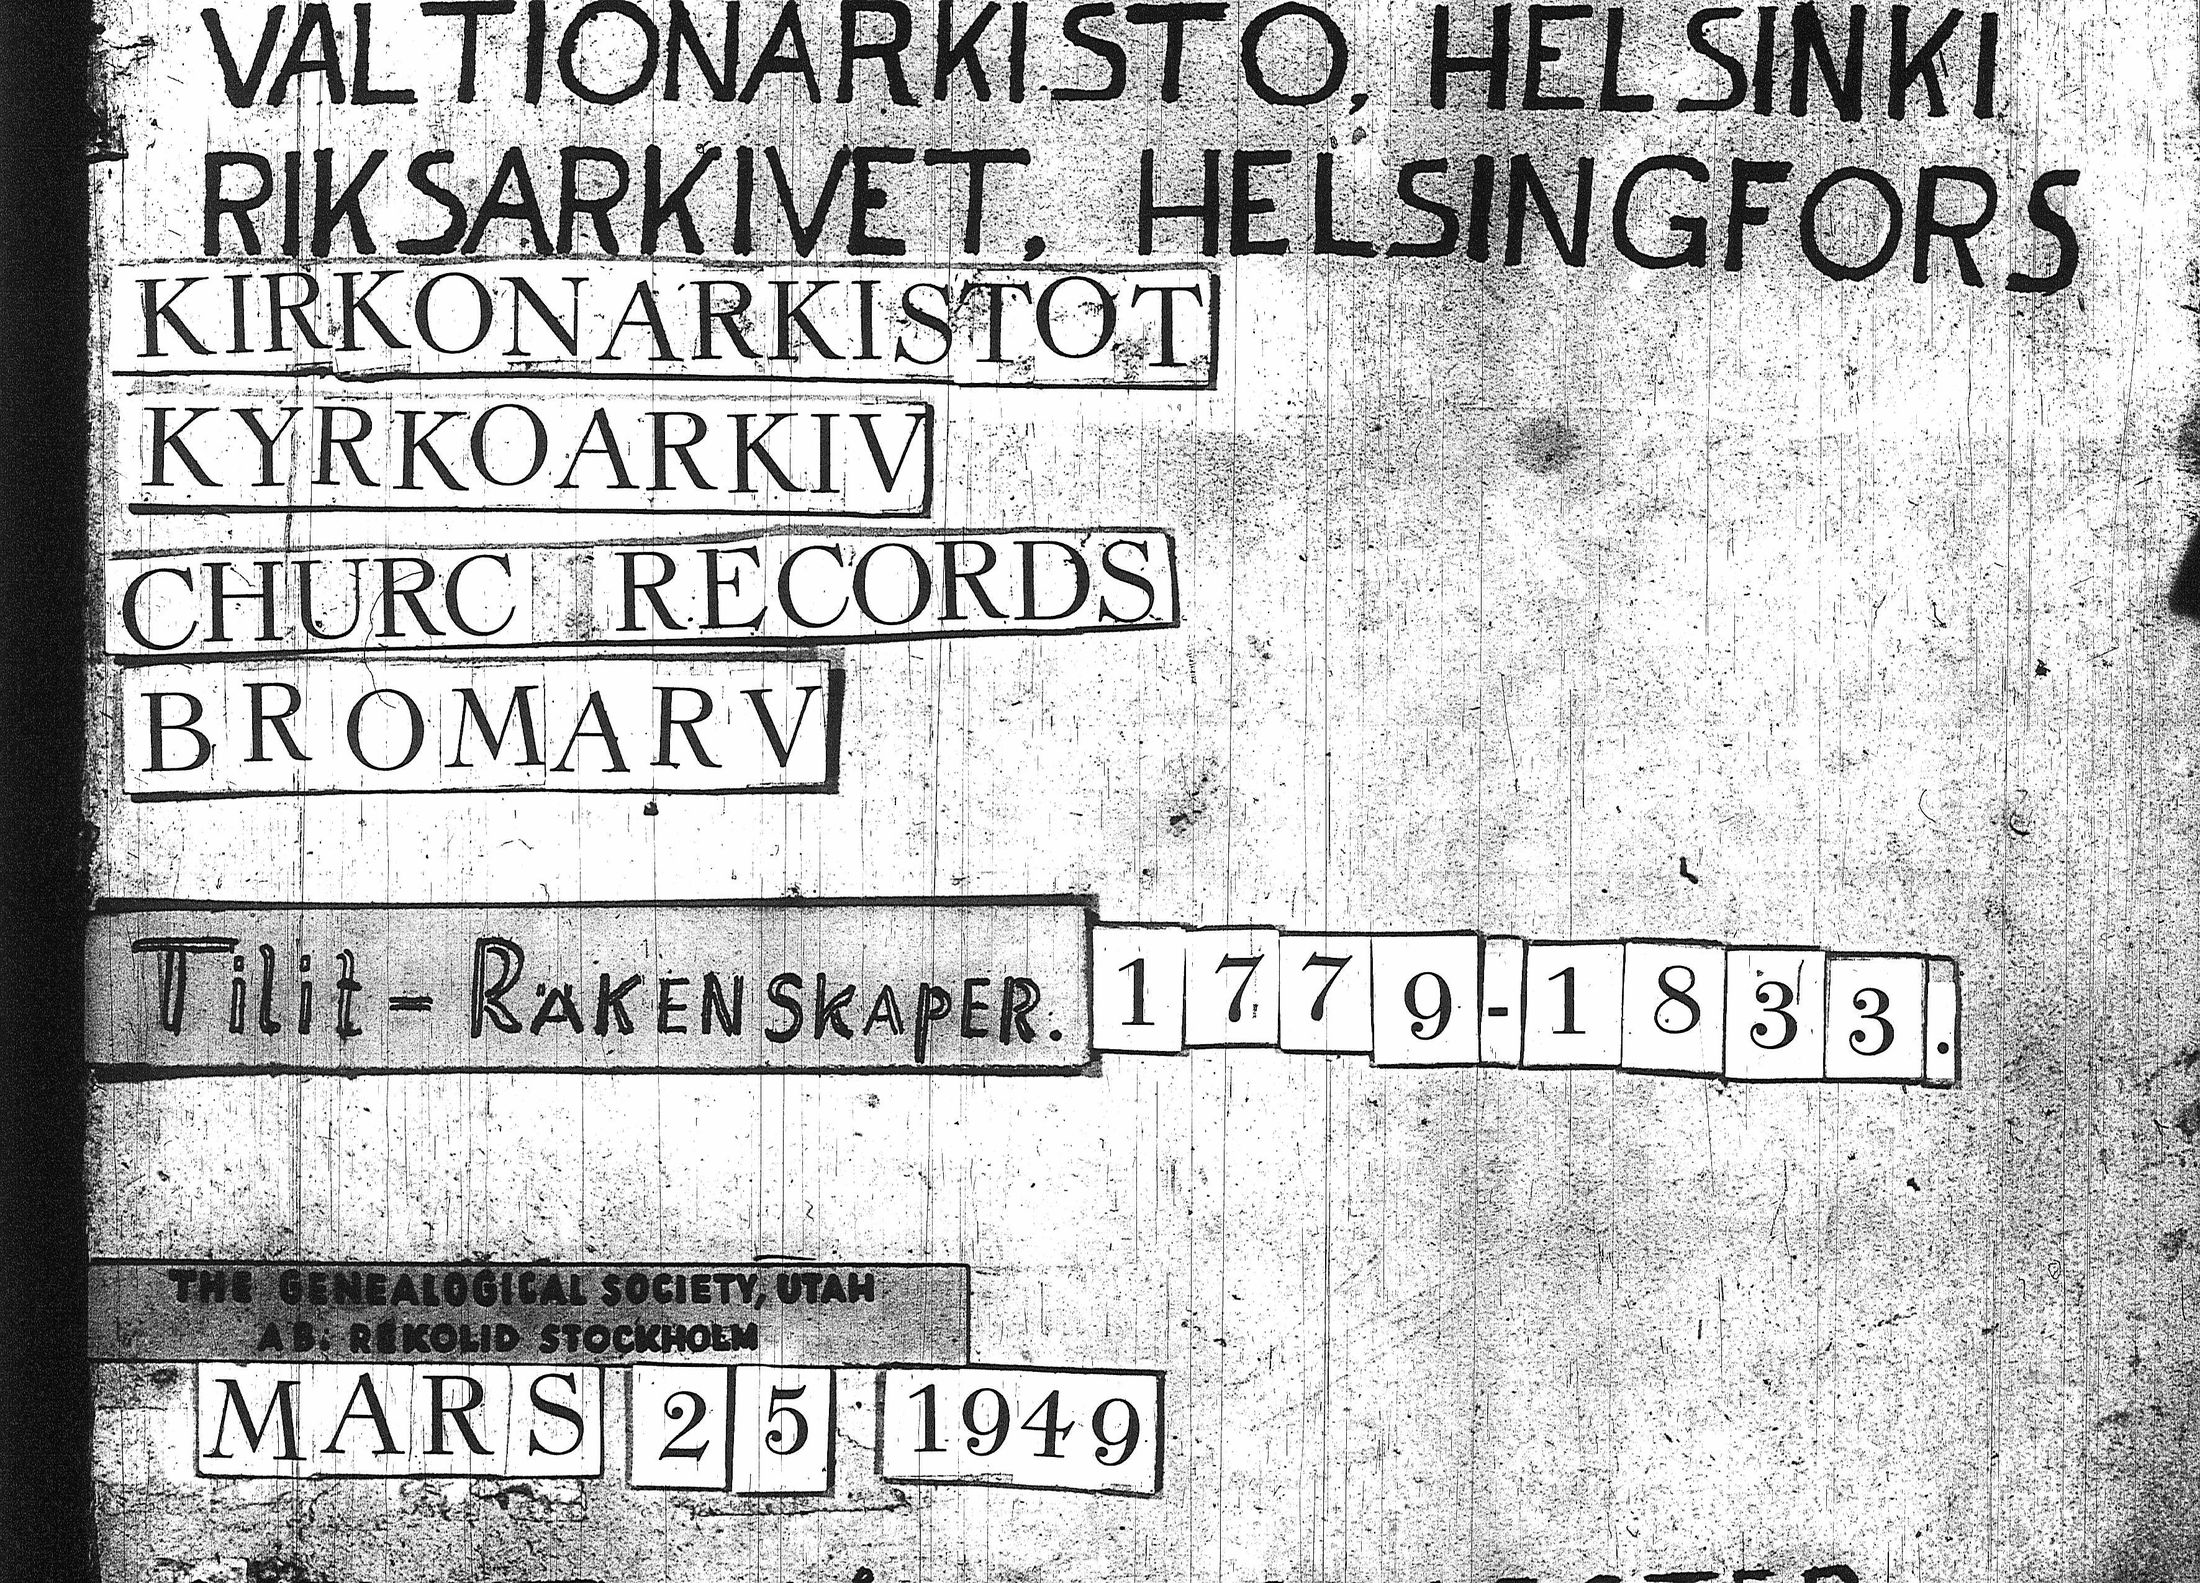 VALTIONARKISTO, HELSINKI
RIKSARKIVET, HELSINGFORS
KIRKONARKISTOT
KYRKOARKIV
CHURC RECORDS
BROMARV
Tilit - RÄKENSKAPER. 1779-1833.
THE GENEALOGICAL SOCIETY, UTAH
AB. REKOLID STOCKHOLM
MARS 25 1949